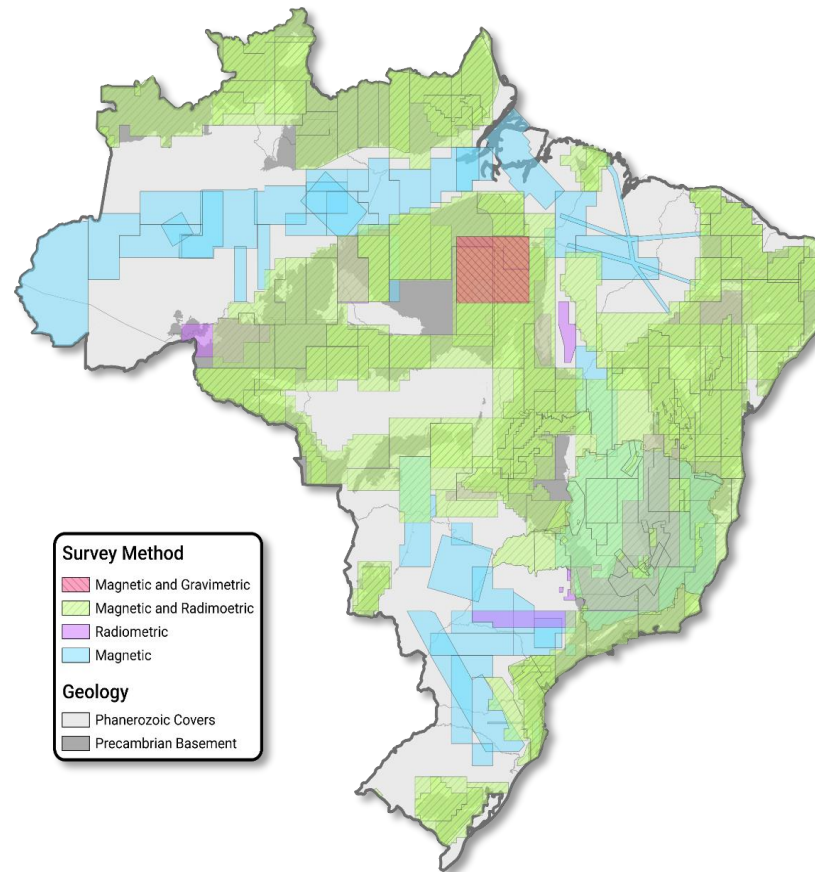 Survey Method
Magnetic and Gravimetric
Magnetic and Radimoetric
Radiometric
Magnetic
Geology
Phanerozoic Covers
Precambrian Basement